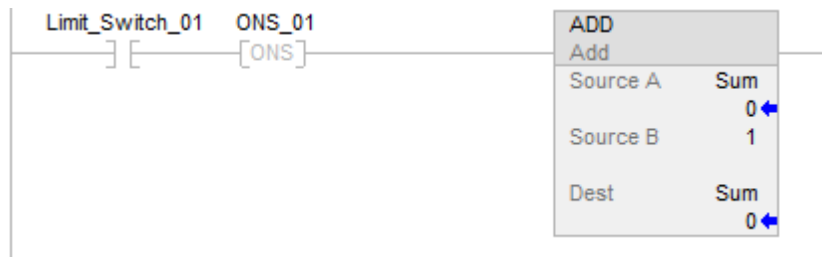 Limit_Switch_01 ONS_01 ADD
ONS Add
Source A Sum
0
Source B 1
Dest Sum
0